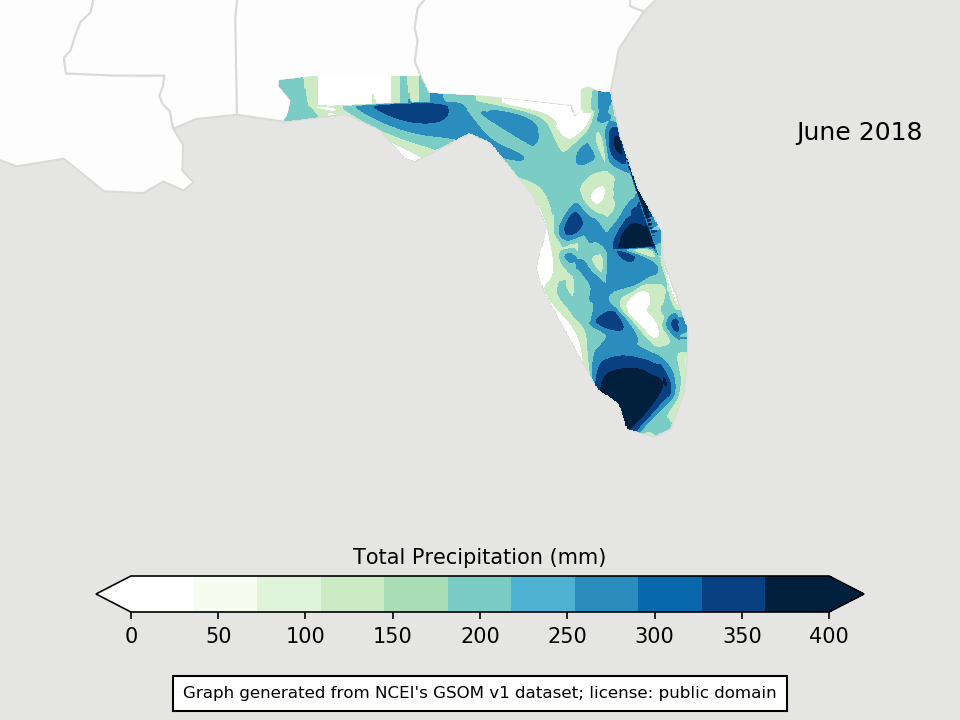 June 2018
Total Precipitation (mm)
0 50 100 150 200 250 300 350 400
Graph generated from NCEI's GSOM v1 dataset; license: public domain